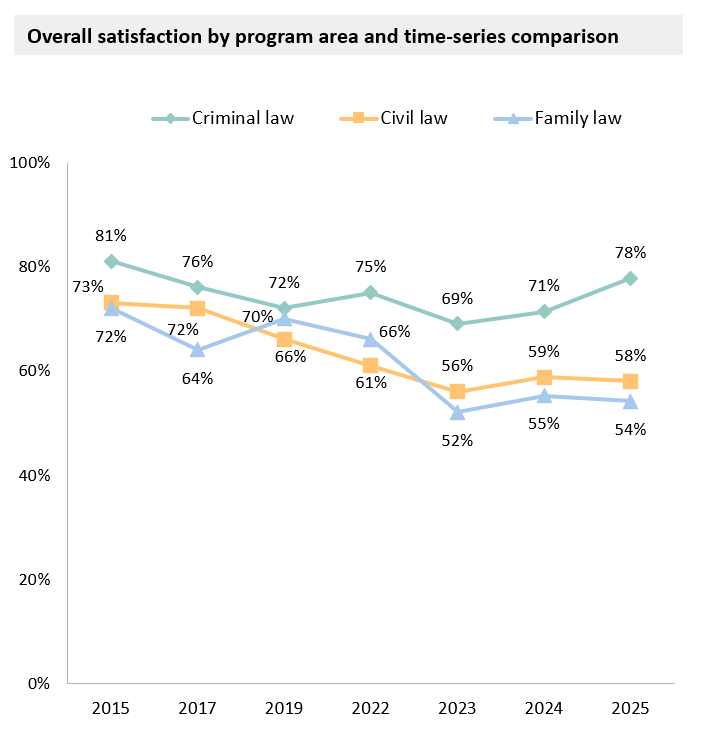 Overall satisfaction by program area and time-series comparison
Criminal law Civil law Family law
100%
80%
60%
40%
20%
0%
81% 76% 72% 75% 69% 71% 78%
73% 72% 66% 61% 56% 59% 58%
72% 64% 70% 66% 52% 55% 54%
2015 2017 2019 2022 2023 2024 2025